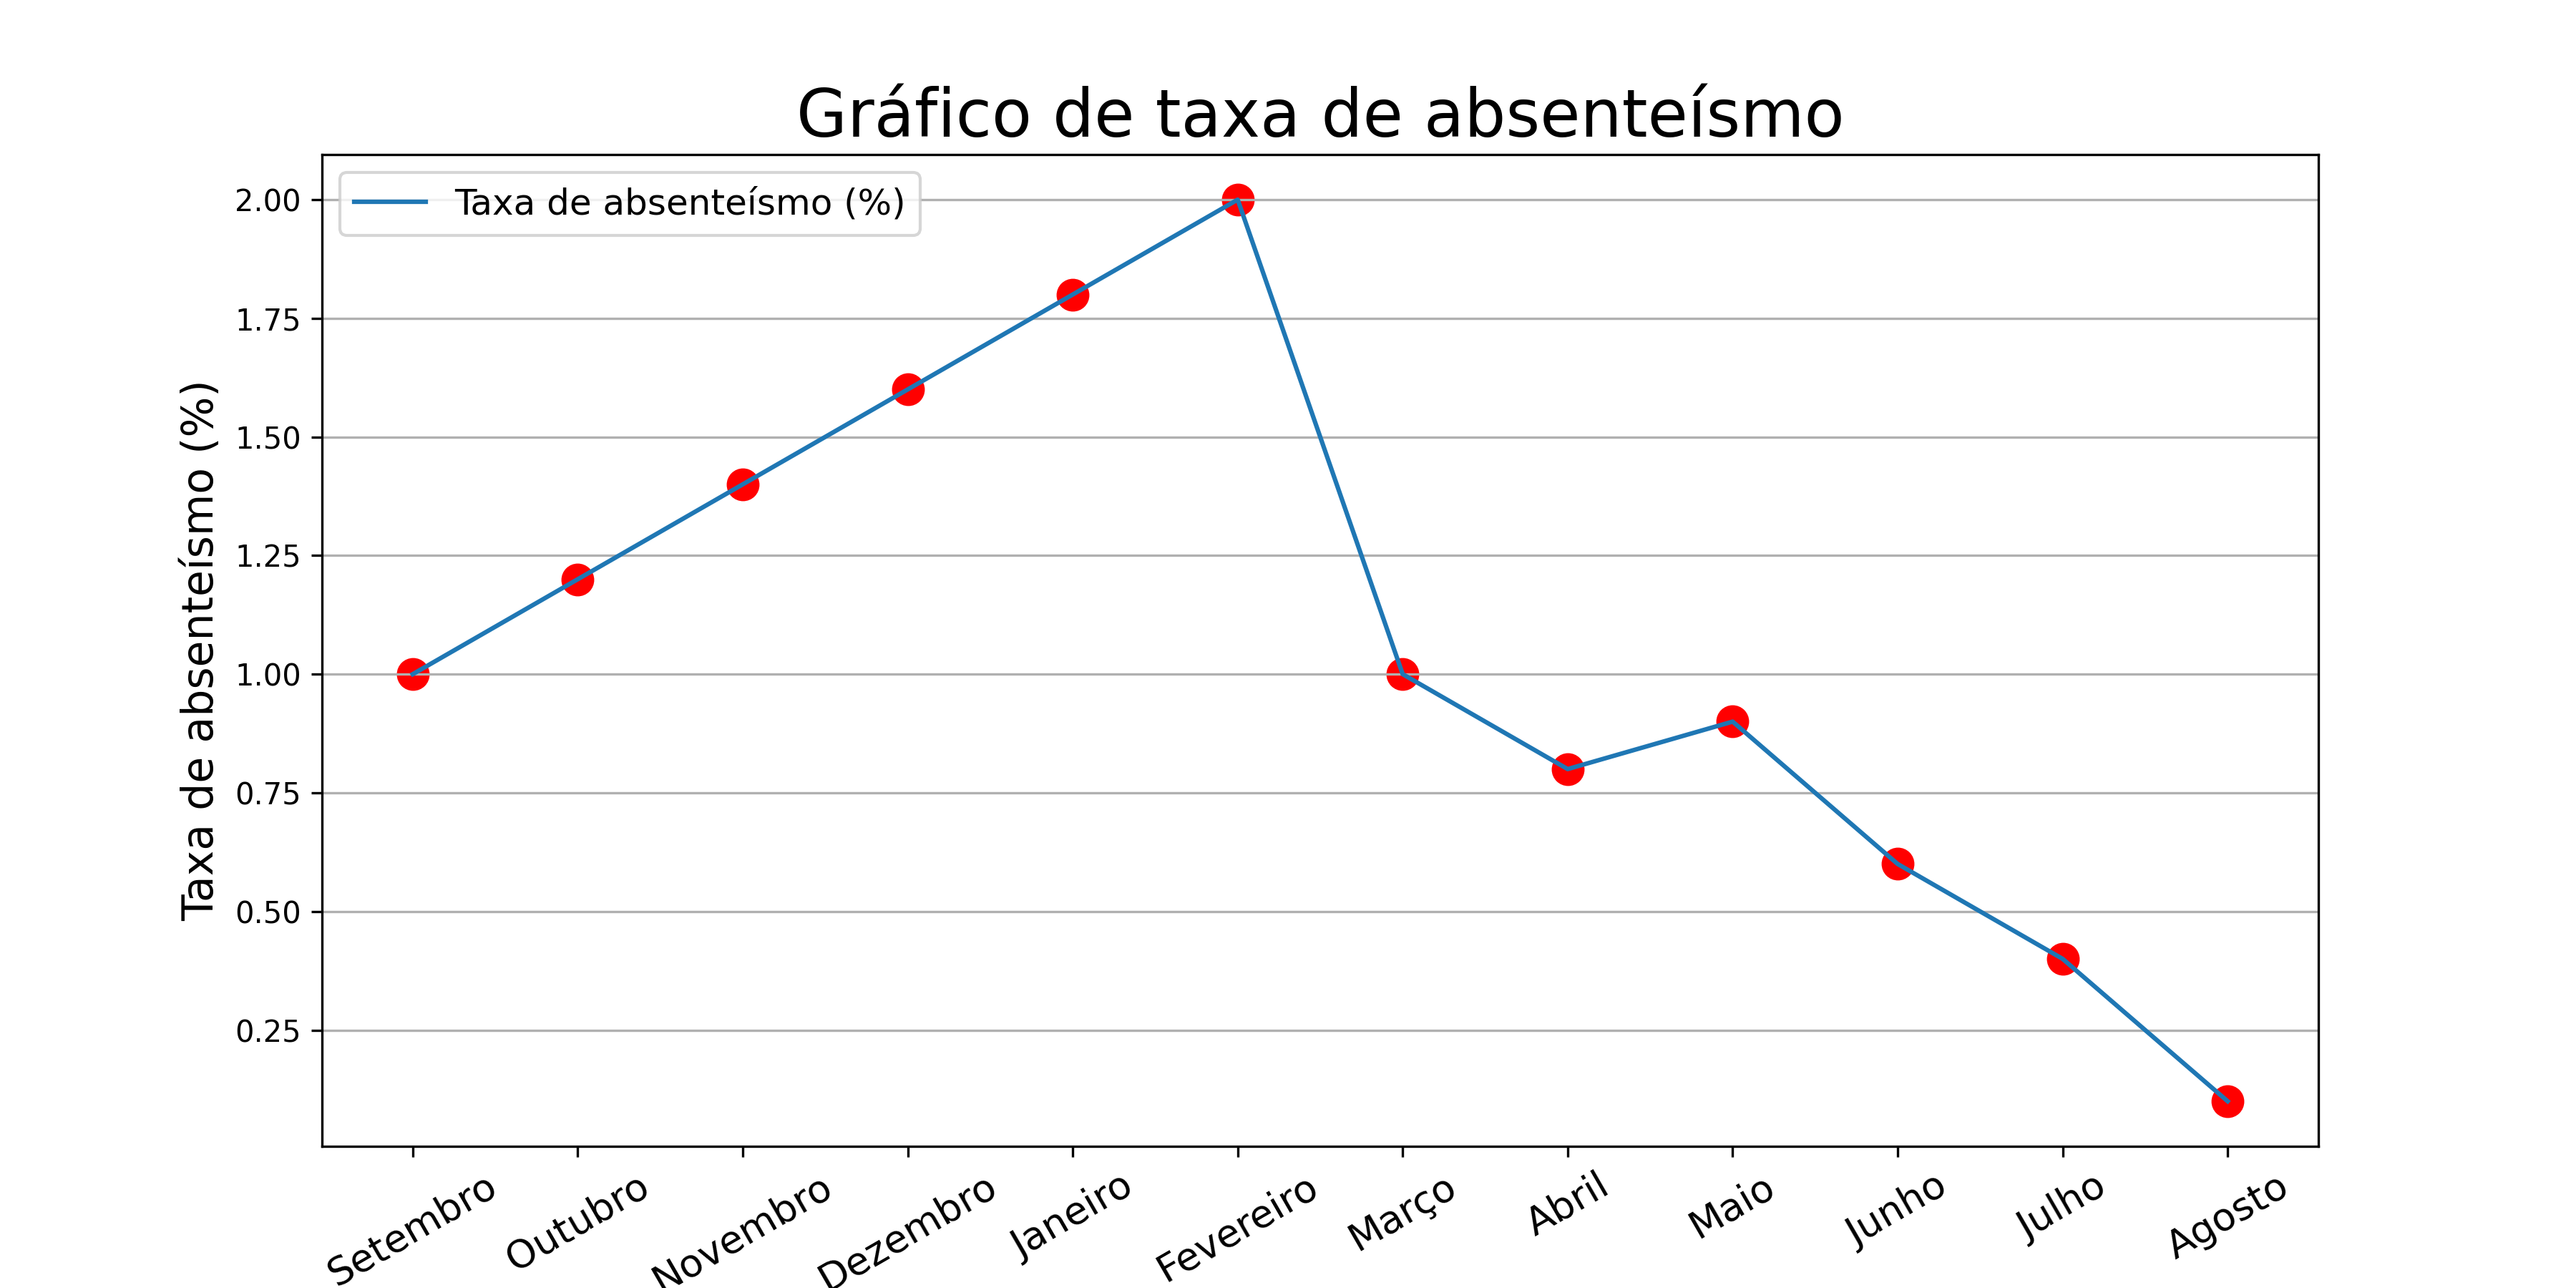 Gráfico de taxa de absenteísmo
Taxa de absenteísmo (%)
Taxa de absenteísmo (%)
2.00
1.75
1.50
1.25
1.00
0.75
0.50
0.25
Setembro
Outubro
Novembro
Dezembro
Janeiro
Fevereiro
Março
Abril
Maio
Junho
Julho
Agosto